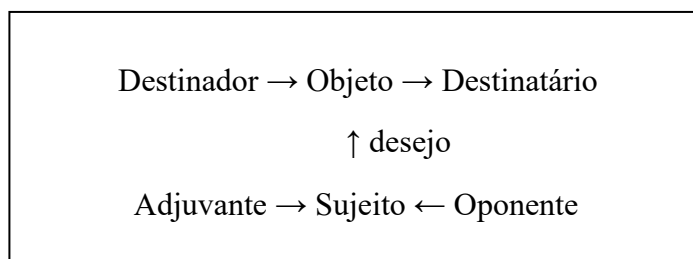 Destinador → Objeto → Destinatário
↑ desejo
Adjuvante → Sujeito ← Oponente